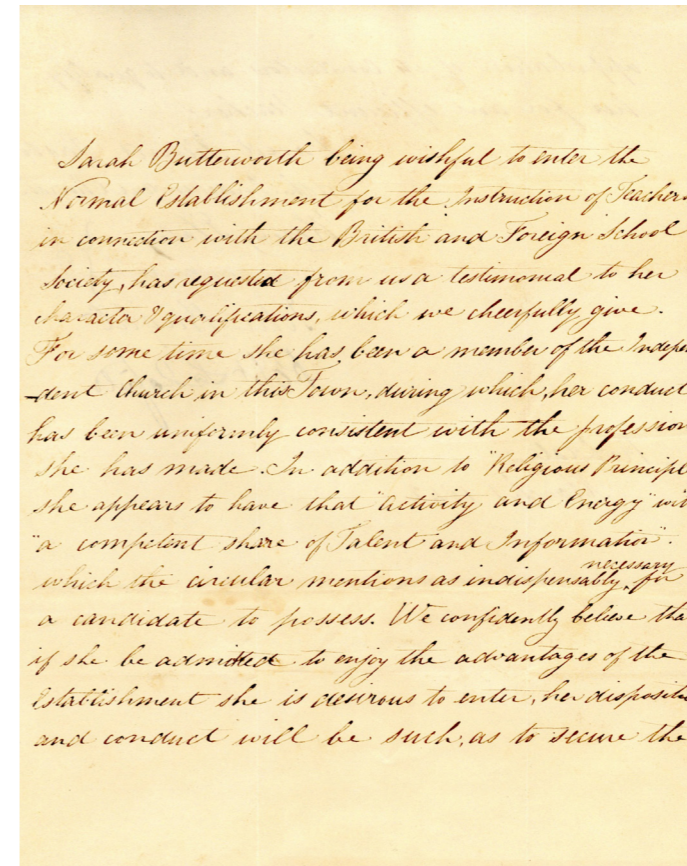 Sarah Butterworth being wishful to enter the
Normal Establishment for the Instruction of Teachers
in connection with the British and Foreign School
Society, has requested from us a testimonial to her
character & qualifications, which we cheerfully give.
For some time she has been a member of the Indepen
-dent Church in this Town, during which, her conduct
has been uniformly consistent with the profession
she has made. In addition to "Religious Principl
she appears to have that "activity and Energy" wi
"a competent share of Talent and Information".
which the circular mentions as indispensably necessary for
a candidate to possess. We confidently believe tha
if she be admitted to enjoy the advantages of the
Establishment she is desirous to enter, her dispositi
and conduct will be such, as to secure the